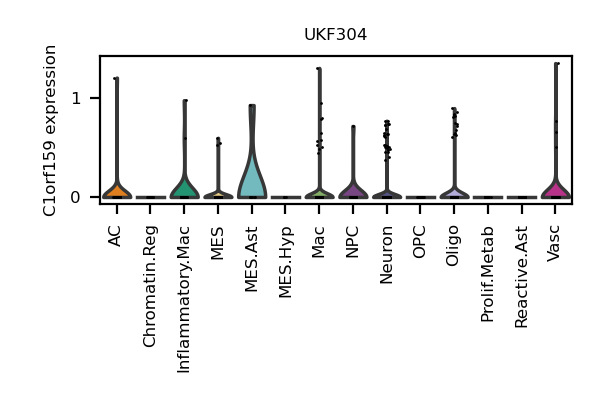 UKF304
C1orf159 expression
1
0
AC
Chromatin.Reg
Inflammatory.Mac
MES
MES.Ast
MES.Hyp
Mac
NPC
Neuron
OPC
Oligo
Prolif.Metab
Reactive.Ast
Vasc